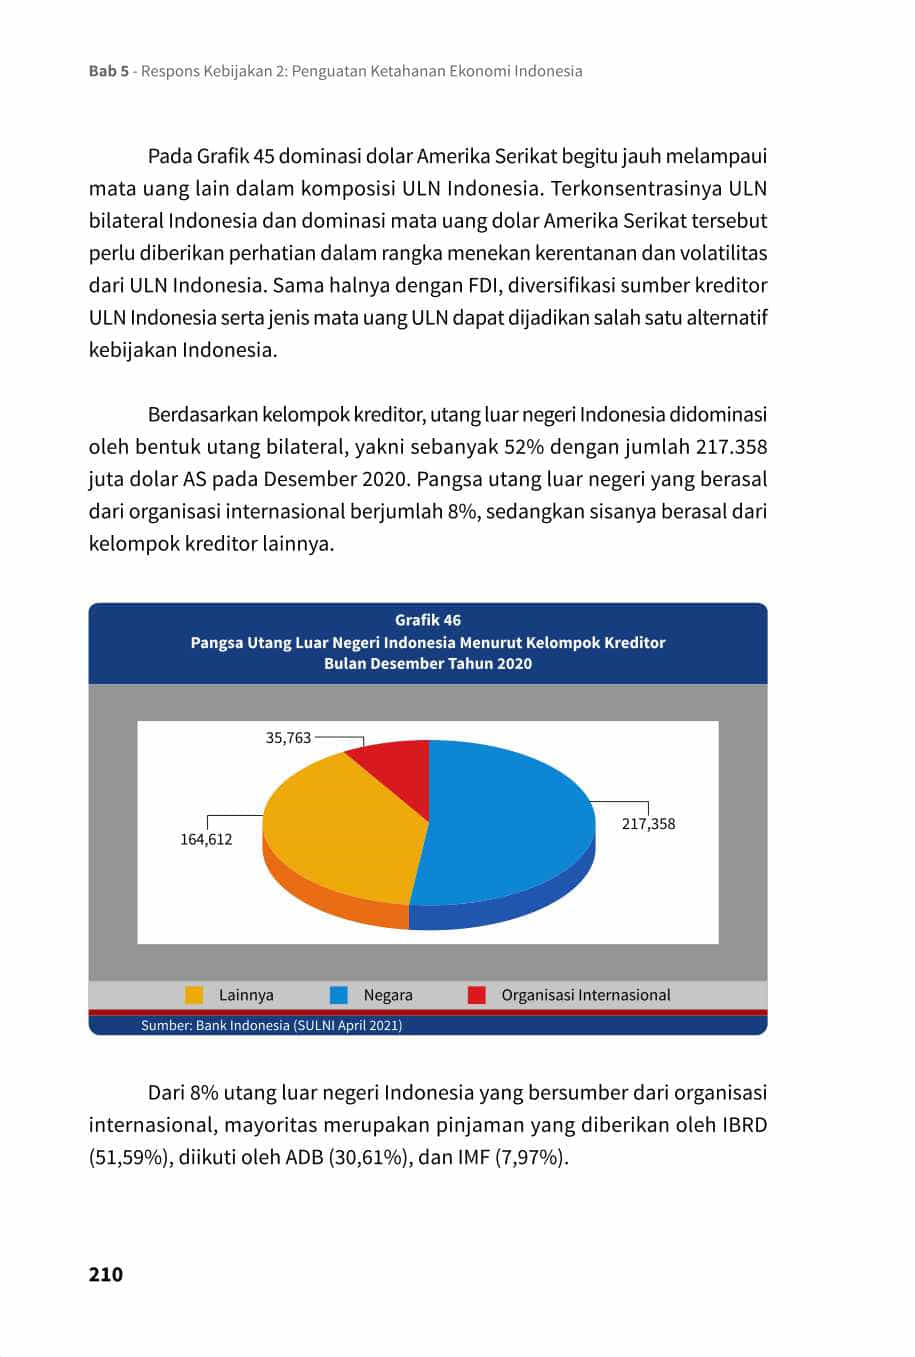 Bab 5 - Respons Kebijakan 2: Penguatan Ketahanan Ekonomi Indonesia
Pada Grafik 45 dominasi dolar Amerika Serikat begitu jauh melampaui
mata uang lain dalam komposisi ULN Indonesia. Terkonsentrasinya ULN
bilateral Indonesia dan dominasi mata uang dolar Amerika Serikat tersebut
perlu diberikan perhatian dalam rangka menekan kerentanan dan volatilitas
dari ULN Indonesia. Sama halnya dengan FDI, diversifikasi sumber kreditor
ULN Indonesia serta jenis mata uang ULN dapat dijadikan salah satu alternatif
kebijakan Indonesia.
Berdasarkan kelompok kreditor, utang luar negeri Indonesia didominasi
oleh bentuk utang bilateral, yakni sebanyak 52% dengan jumlah 217.358
juta dolar AS pada Desember 2020. Pangsa utang luar negeri yang berasal
dari organisasi internasional berjumlah 8%, sedangkan sisanya berasal dari
kelompok kreditor lainnya.
Grafik 46
Pangsa Utang Luar Negeri Indonesia Menurut Kelompok Kreditor
Bulan Desember Tahun 2020
35,763
217,358
164,612
Lainnya Negara Organisasi Internasional
Sumber: Bank Indonesia (SULNI April 2021)
Dari 8% utang luar negeri Indonesia yang bersumber dari organisasi
internasional, mayoritas merupakan pinjaman yang diberikan oleh IBRD
(51,59%), diikuti oleh ADB (30,61%), dan IMF (7,97%).
210